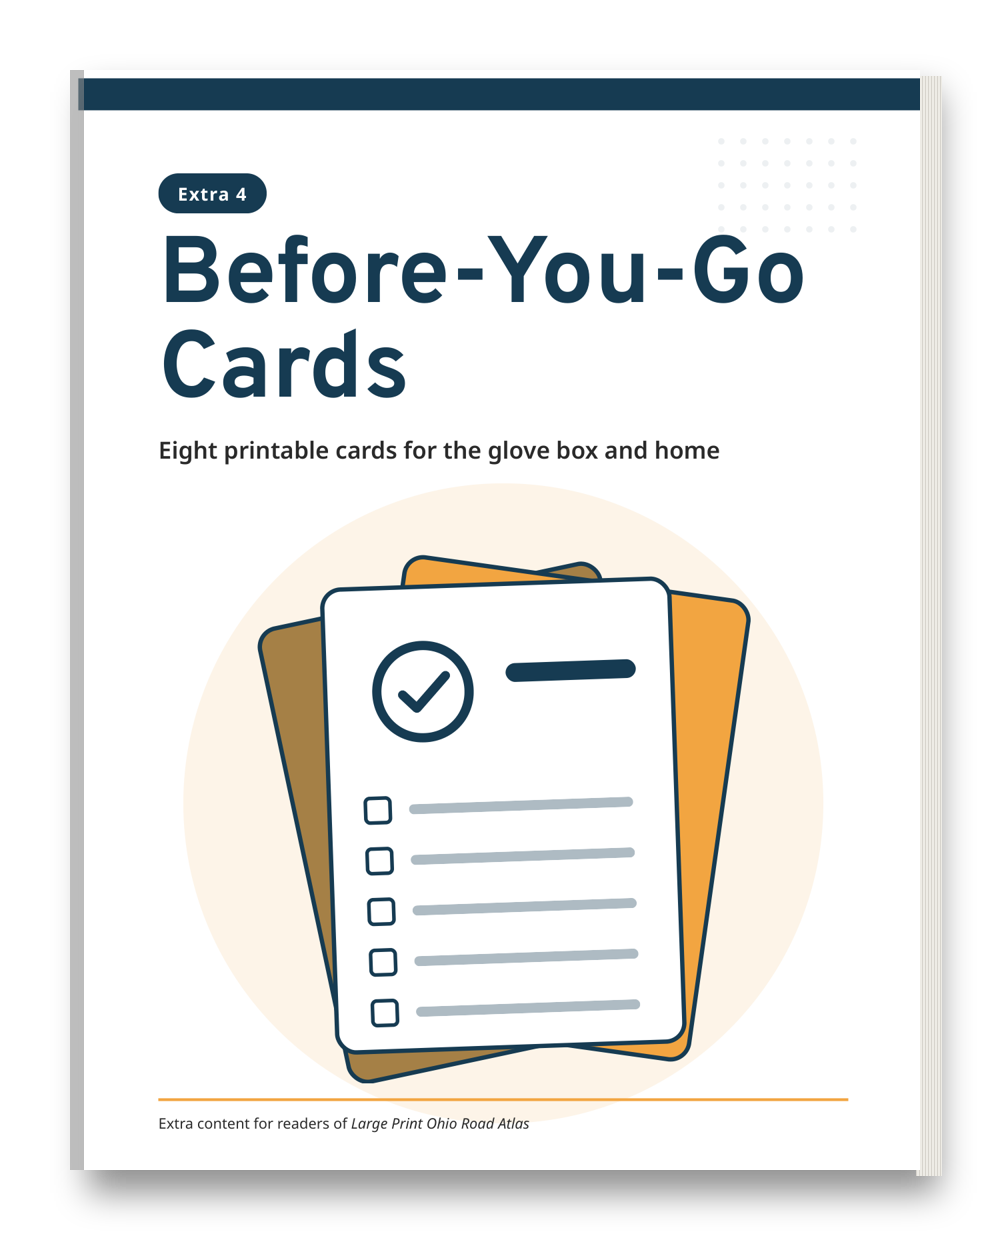 Extra 4
Before-You-Go
Cards
Eight printable cards for the glove box and home
Extra content for readers of Large Print Ohio Road Atlas